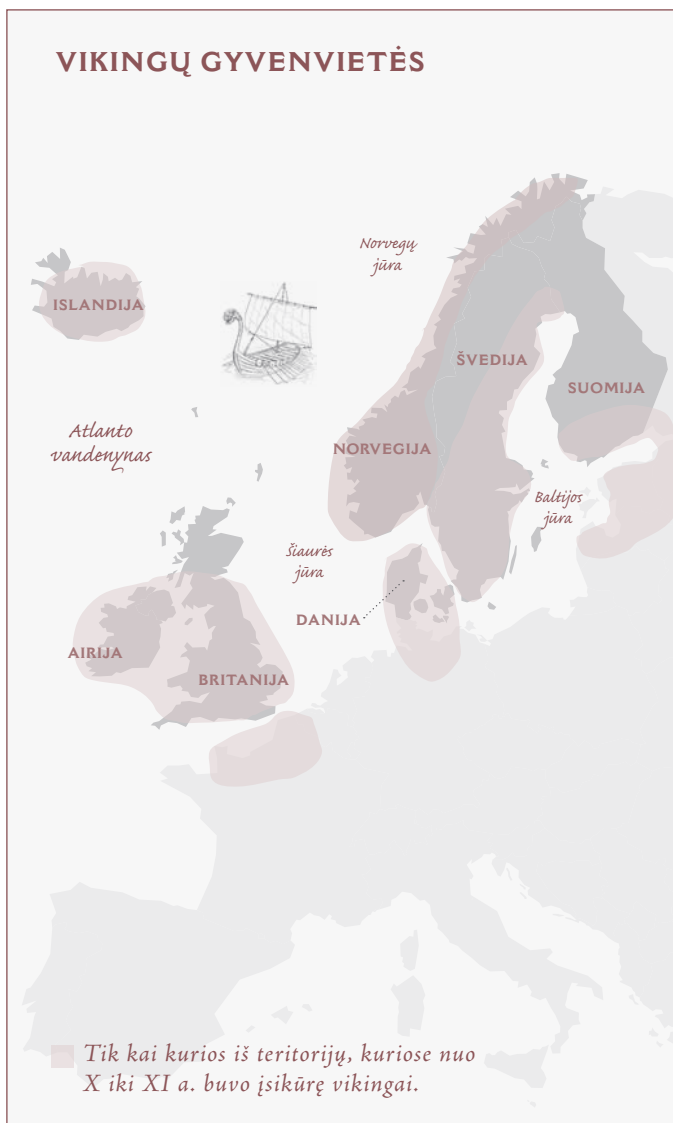 VIKINGŲ GYVENVIETĖS
Norvegų
jūra
ISLANDIJA
ŠVEDIJA
SUOMIJA
Atlanto
vandenynas
NORVEGIJA
Baltijos
jūra
Šiaurės
jūra
DANIJA
AIRIJA
BRITANIJA
Tik kai kurios iš teritorijų, kuriose nuo
X iki XI a. buvo įsikūrę vikingai.